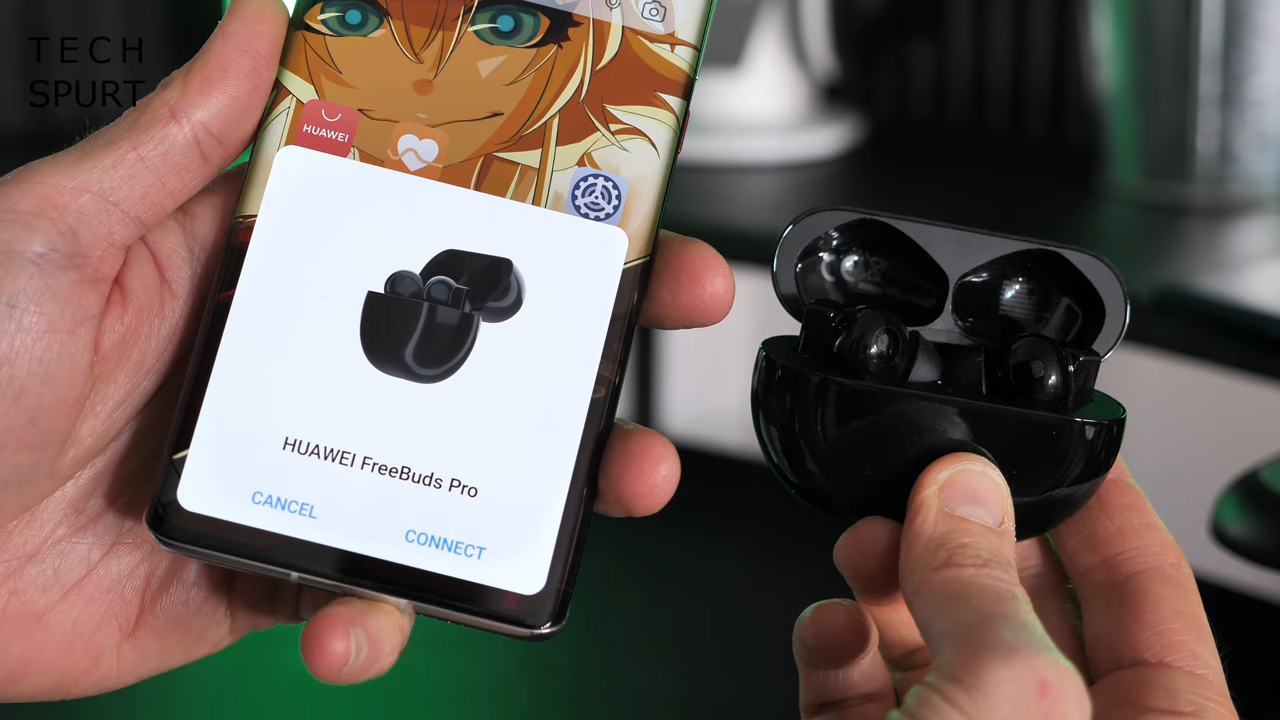 TECH
SPURT
HUAWEI
HUAWEI FreeBuds Pro
CANCEL
CONNECT